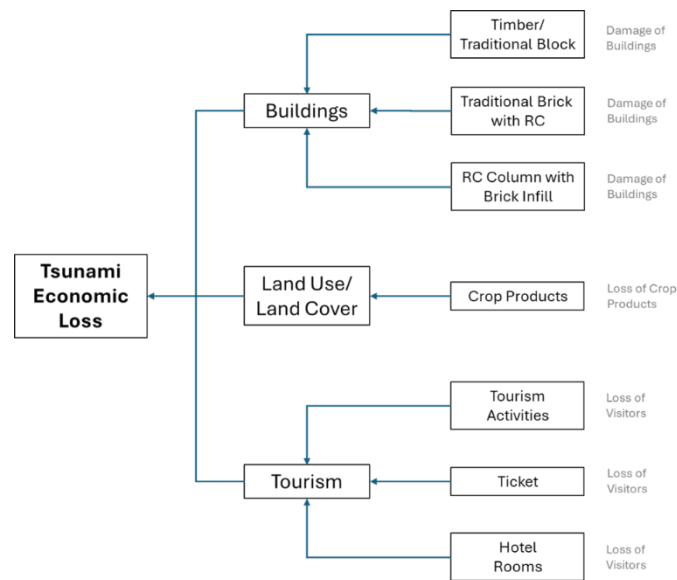 Timber/
Traditional Block
Damage of
Buildings
Buildings
Traditional Brick
with RC
Damage of
Buildings
RC Column with
Brick Infill
Damage of
Buildings
Tsunami
Economic
Loss
Land Use/
Land Cover
Crop Products
Loss of Crop
Products
Tourism
Activities
Loss of
Visitors
Tourism
Ticket
Loss of
Visitors
Hotel
Rooms
Loss of
Visitors